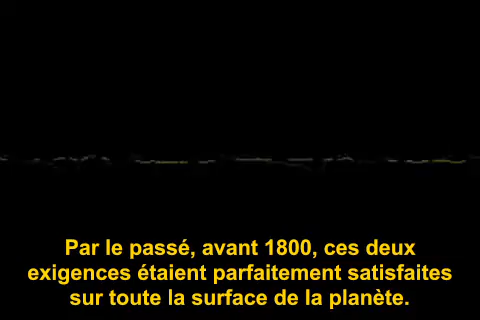 Par le passé, avant 1800, ces deux
exigences étaient parfaitement satisfaites
sur toute la surface de la planète.